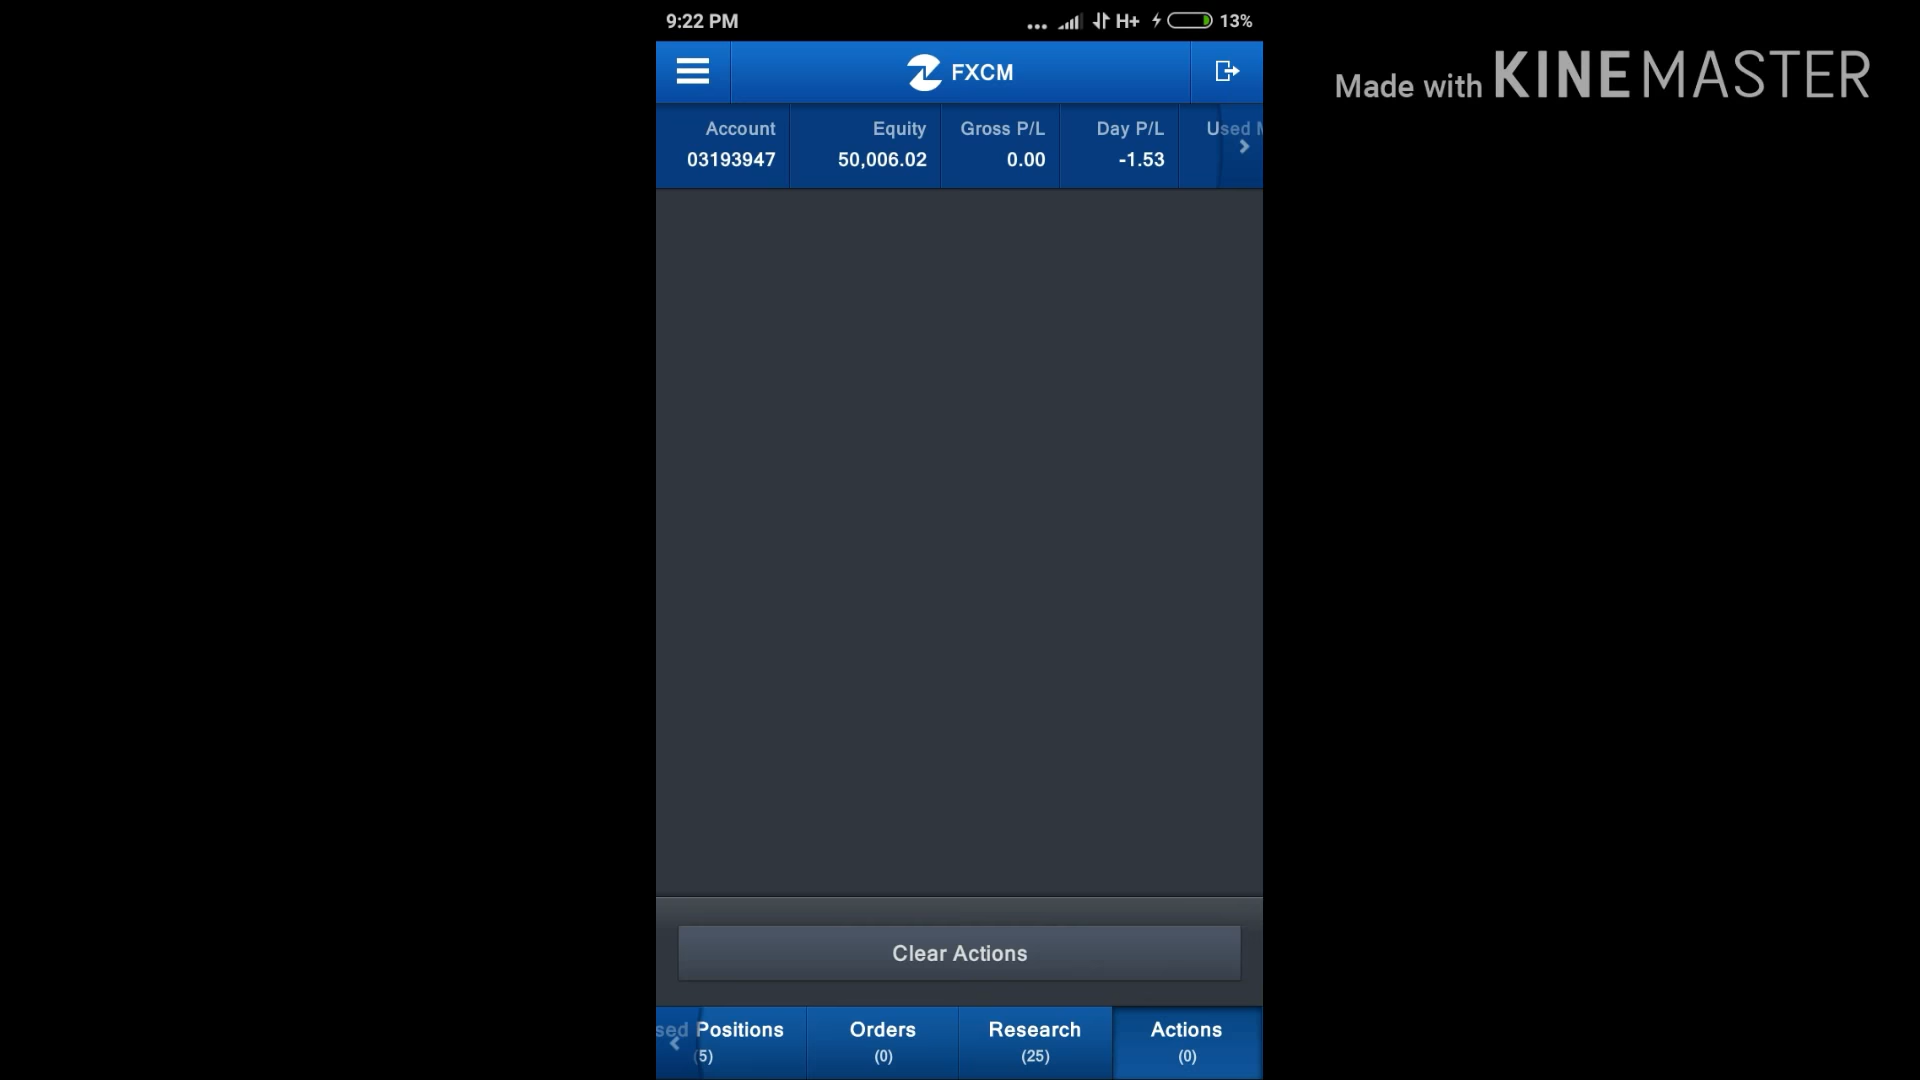 9:22 PM ... H+ 13%
Made with KINEMASTER
FXCM
Account Equity Gross P/L Day P/L Used M
03193947 50,006.02 0.00 -1.53
Clear Actions
sed Positions Orders Research Actions
(5) (0) (25) (0)